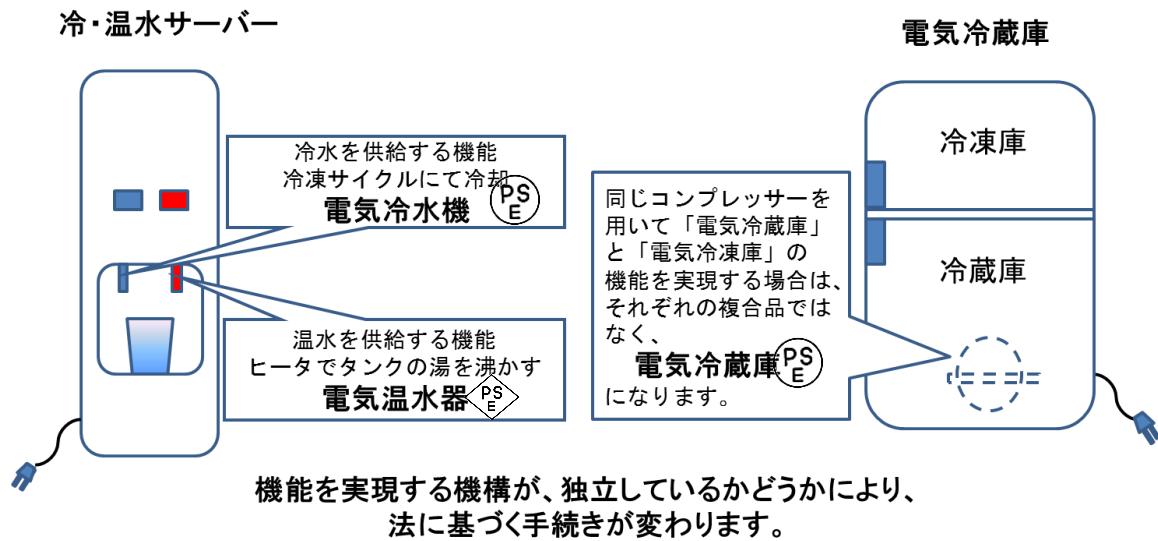 冷・温水サーバー
冷水を供給する機能
冷凍サイクルにて冷却
電気冷水機 PS
E
温水を供給する機能
ヒータでタンクの湯を沸かす
電気温水器 PS
E
電気冷蔵庫
冷凍庫
冷蔵庫
同じコンプレッサーを
用いて「電気冷蔵庫」
と「電気冷凍庫」の
機能を実現する場合は、
それぞれの複合品では
なく、
電気冷蔵庫 PS
E
になります。
機能を実現する機構が、独立しているかどうかにより、
法に基づく手続きが変わります。